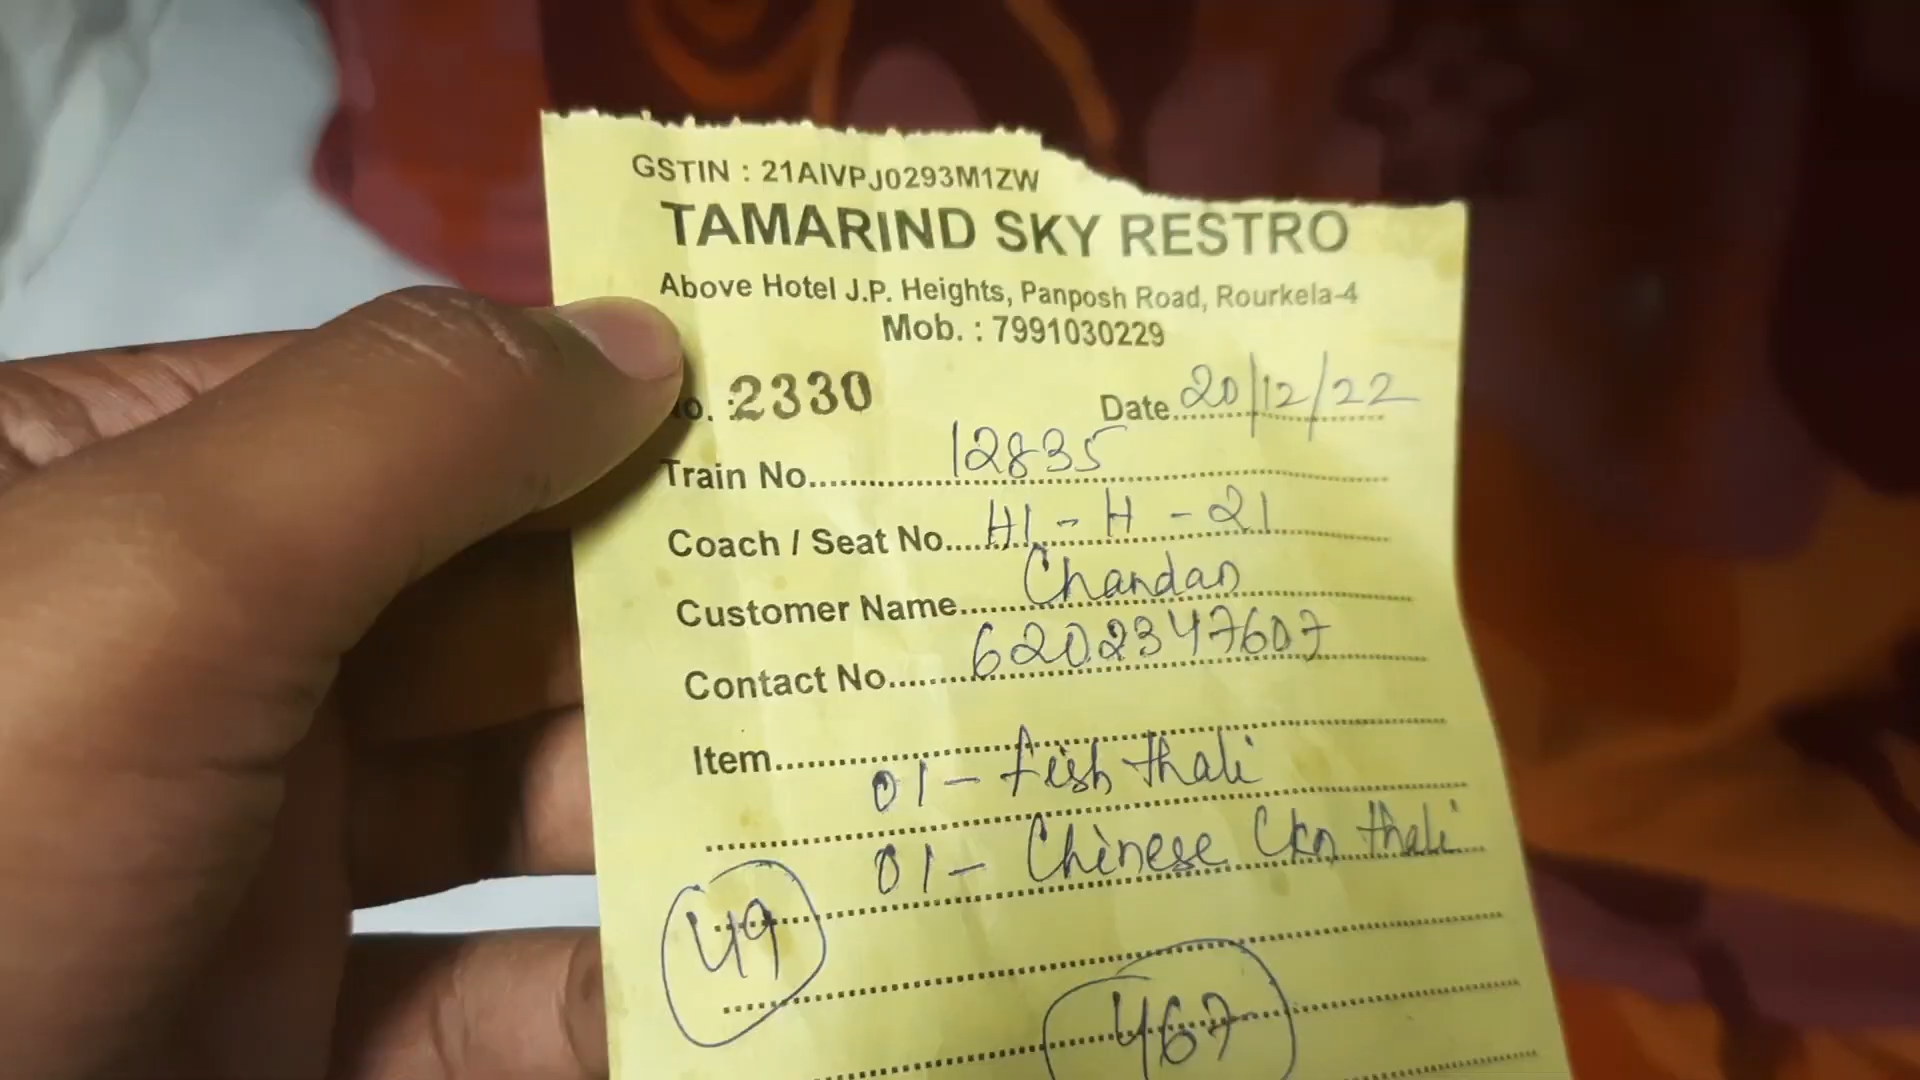 GSTIN : 21AIVPJ0293M1ZW
TAMARIND SKY RESTRO
Above Hotel J.P. Heights, Panposh Road, Rourkela-4
Mob. : 7991030229
o. : 2330 Date 20/12/22
Train No. 12835
Coach / Seat No. H1 - H - 21
Customer Name Chandan
Contact No. 6202347607
Item
01 - fish thali
01 - Chinese Ckn thali
49
467